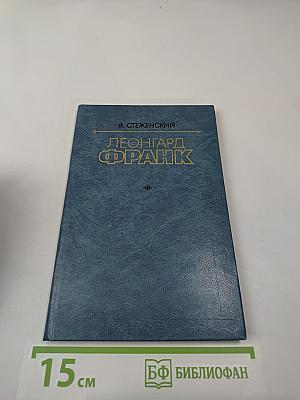 В. СТЕЖЕНСКИЙ
ЛЕОНГАРД
ФРАНК
15 см
БФ БИБЛИОФАН